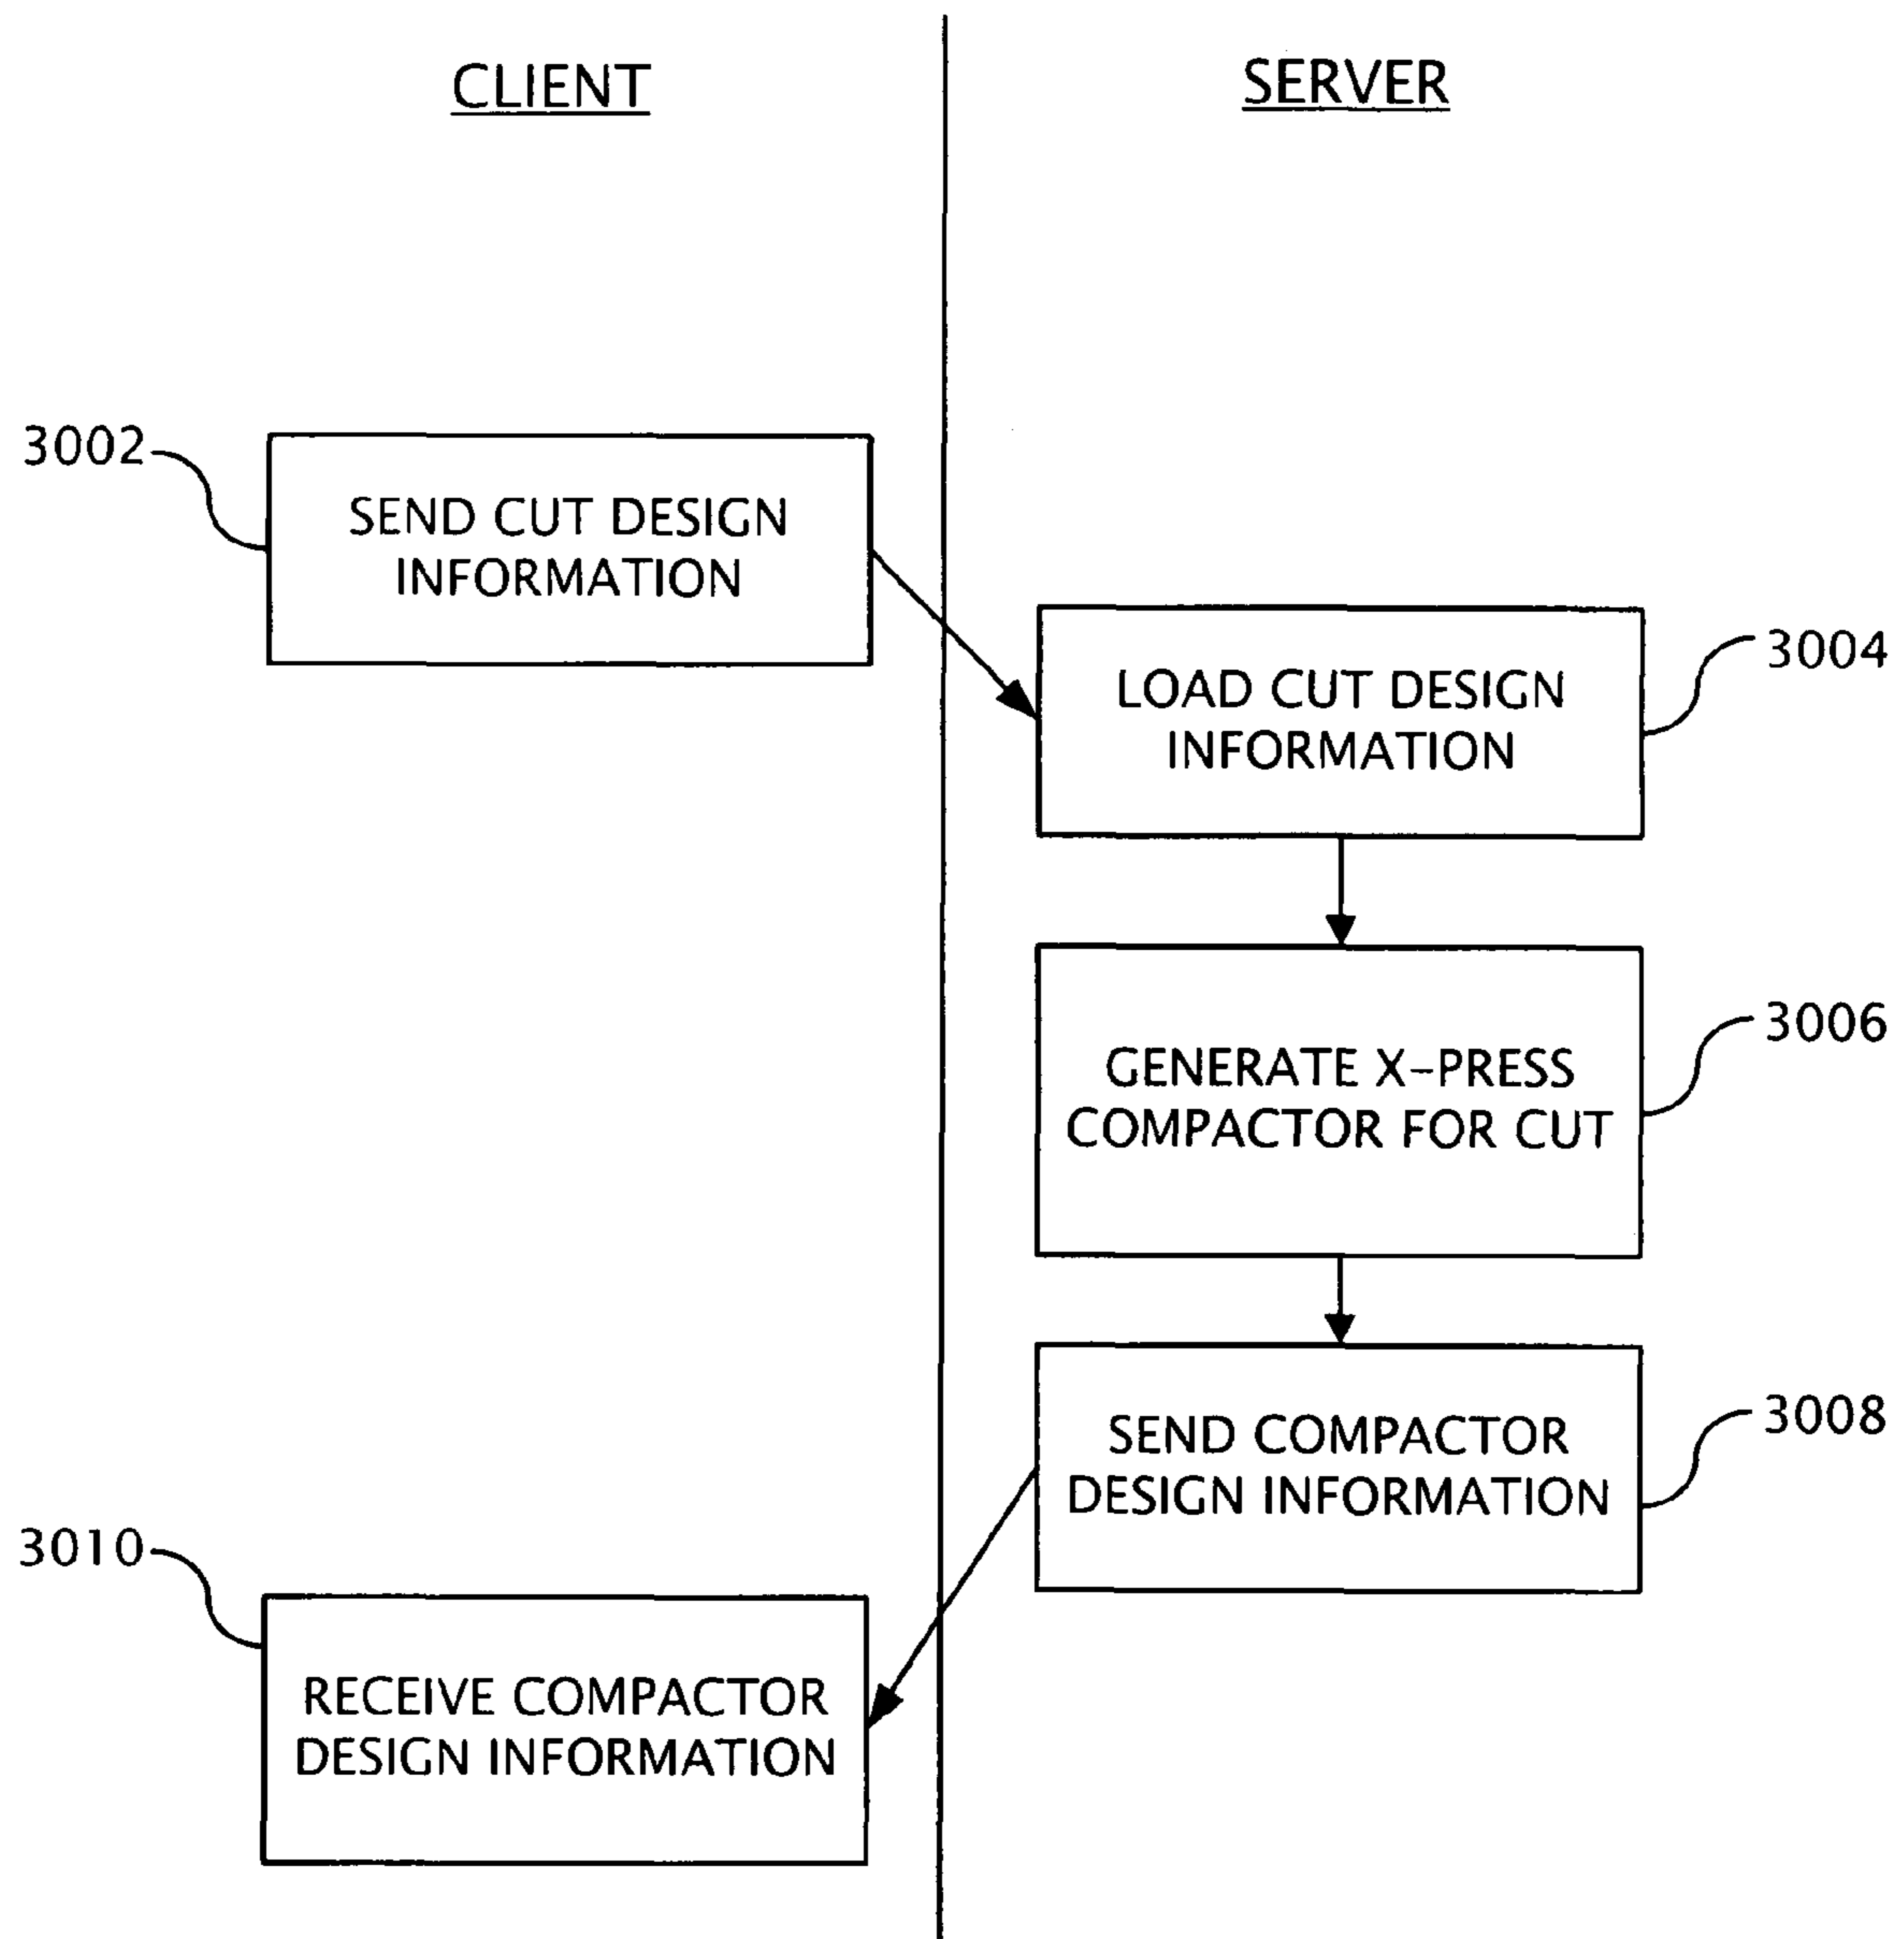 CLIENT
SERVER
3002
SEND CUT DESIGN
INFORMATION
3004
LOAD CUT DESIGN
INFORMATION
3006
GENERATE X-PRESS
COMPACTOR FOR CUT
3008
SEND COMPACTOR
DESIGN INFORMATION
3010
RECEIVE COMPACTOR
DESIGN INFORMATION